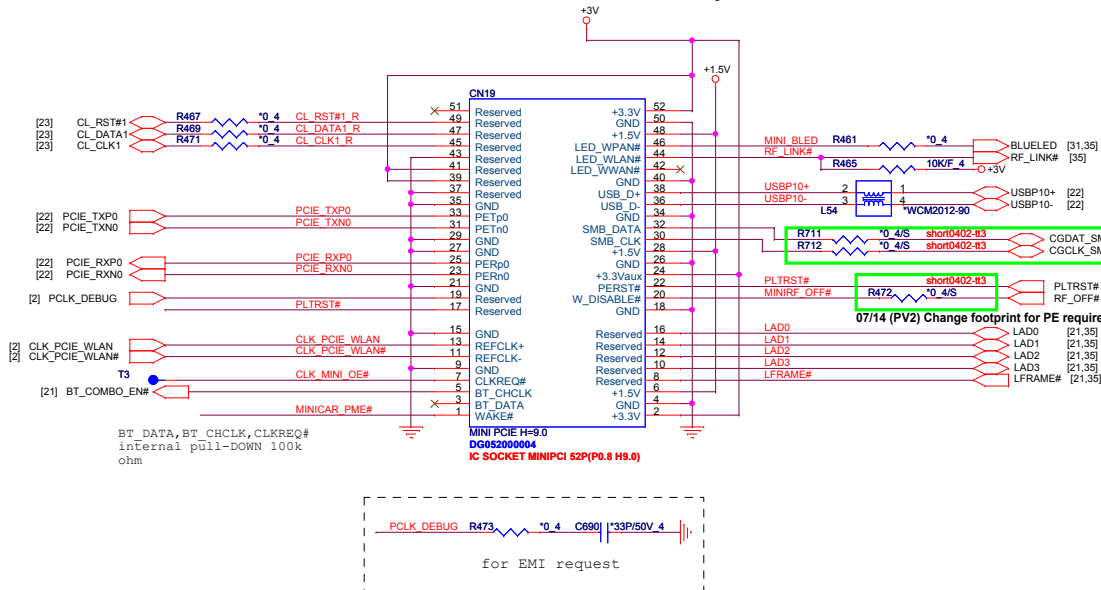 +3V
+1.5V
CN19
[23] CL_RST#1 R467 *0_4 CL_RST#1_R
[23] CL_DATA1 R469 *0_4 CL_DATA1_R
[23] CL_CLK1 R471 *0_4 CL_CLK1_R
[22] PCIE_TXP0 PCIE_TXP0
[22] PCIE_TXN0 PCIE_TXN0
[22] PCIE_RXP0 PCIE_RXP0
[22] PCIE_RXN0 PCIE_RXN0
[2] PCLK_DEBUG
PLTRST#
[2] CLK_PCIE_WLAN CLK_PCIE_WLAN
[2] CLK_PCIE_WLAN# CLK_PCIE_WLAN#
T3 CLK_MINI_OE#
[21] BT_COMBO_EN#
MINICAR_PME#
BT_DATA,BT_CHCLK,CLKREQ#
internal pull-DOWN 100k
ohm
51 Reserved +3.3V 52
49 Reserved GND 50
47 Reserved +1.5V 48
45 Reserved LED_WPAN# 46
43 Reserved LED_WLAN# 44
41 Reserved LED_WWAN# 42
39 Reserved GND 40
37 Reserved USB_D+ 38
35 GND USB_D- 36
33 PETp0 GND 34
31 PETn0 SMB_DATA 32
29 GND SMB_CLK 30
27 GND +1.5V 28
25 PERp0 GND 26
23 PERn0 +3.3Vaux 24
21 GND PERST# 22
19 Reserved W_DISABLE# 20
17 Reserved GND 18
15 GND Reserved 16
13 REFCLK+ Reserved 14
11 REFCLK- Reserved 12
9 GND Reserved 10
7 CLKREQ# Reserved 8
5 BT_CHCLK +1.5V 6
3 BT_DATA GND 4
1 WAKE# +3.3V 2
MINI PCIE H=9.0
DG052000004
IC SOCKET MINIPCI 52P(P0.8 H9.0)
MINI_BLED R461 *0_4 BLUELED [31,35]
RF_LINK# RF_LINK# [35]
R465 10K/F_4 +3V
USBP10+ 2 1 USBP10+ [22]
USBP10- 3 4 USBP10- [22]
L54 *WCM2012-90
R711 *0_4/S short0402-tt3 CGDAT_SM
R712 *0_4/S short0402-tt3 CGCLK_SM
PLTRST# short0402-tt3 PLTRST#
MINIRF_OFF# R472 *0_4/S RF_OFF#
07/14 (PV2) Change footprint for PE require
LAD0 LAD0 [21,35]
LAD1 LAD1 [21,35]
LAD2 LAD2 [21,35]
LAD3 LAD3 [21,35]
LFRAME# LFRAME# [21,35]
PCLK_DEBUG R473 *0_4 C690 *33P/50V_4
for EMI request